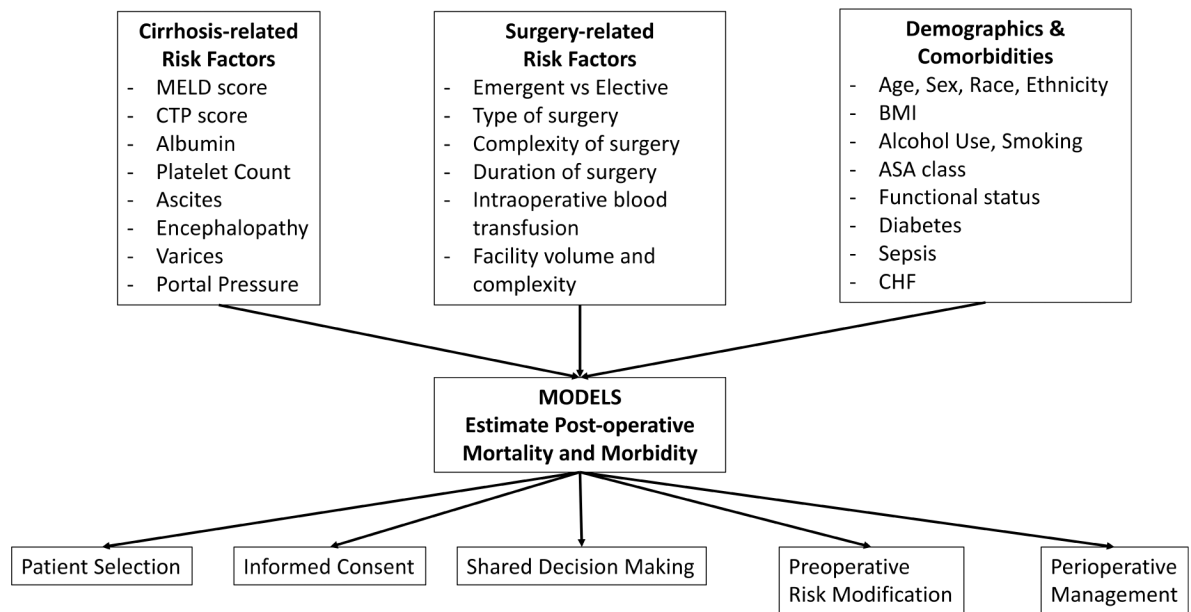 Cirrhosis-related
Risk Factors
- MELD score
- CTP score
- Albumin
- Platelet Count
- Ascites
- Encephalopathy
- Varices
- Portal Pressure
Surgery-related
Risk Factors
- Emergent vs Elective
- Type of surgery
- Complexity of surgery
- Duration of surgery
- Intraoperative blood
transfusion
- Facility volume and
complexity
Demographics &
Comorbidities
- Age, Sex, Race, Ethnicity
- BMI
- Alcohol Use, Smoking
- ASA class
- Functional status
- Diabetes
- Sepsis
- CHF
MODELS
Estimate Post-operative
Mortality and Morbidity
Patient Selection
Informed Consent
Shared Decision Making
Preoperative
Risk Modification
Perioperative
Management